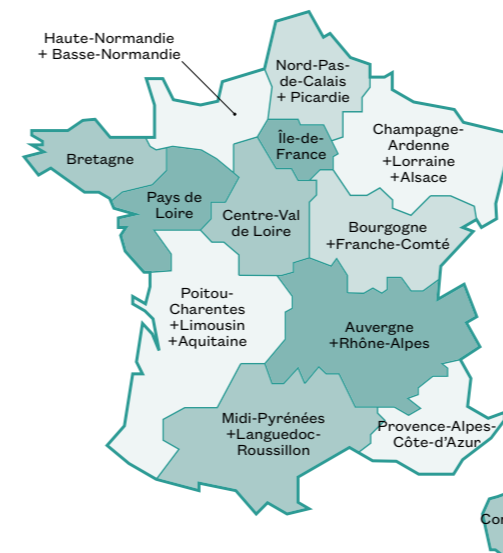 Haute-Normandie
+ Basse-Normandie
Nord-Pas-
de-Calais
+ Picardie
Champagne-
Ardenne
+Lorraine
+Alsace
Île-de-
France
Bretagne
Pays de
Loire
Centre-Val
de Loire
Bourgogne
+Franche-Comté
Poitou-
Charentes
+Limousin
+Aquitaine
Auvergne
+Rhône-Alpes
Midi-Pyrénées
+Languedoc-
Roussillon
Provence-Alpes-
Côte-d’Azur